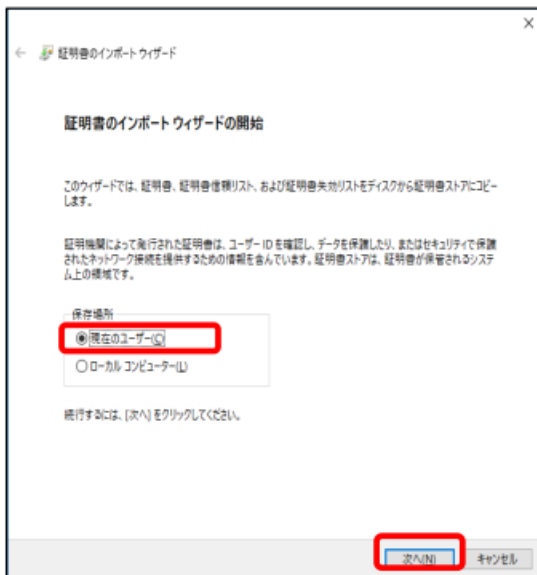 証明書のインポート ウィザード
証明書のインポート ウィザードの開始
このウィザードでは、証明書、証明書信頼リスト、および証明書失効リストをディスクから証明書ストアにコピー
します。
証明機関によって発行された証明書は、ユーザー ID を確認し、データを保護したり、またはセキュリティで保護
されたネットワーク接続を提供するための情報を含んでいます。証明書ストアは、証明書が保管されるシステ
ム上の領域です。
保存場所
現在のユーザー(C)
ローカル コンピューター(L)
続行するには、[次へ] をクリックしてください。
次へ(N)
キャンセル